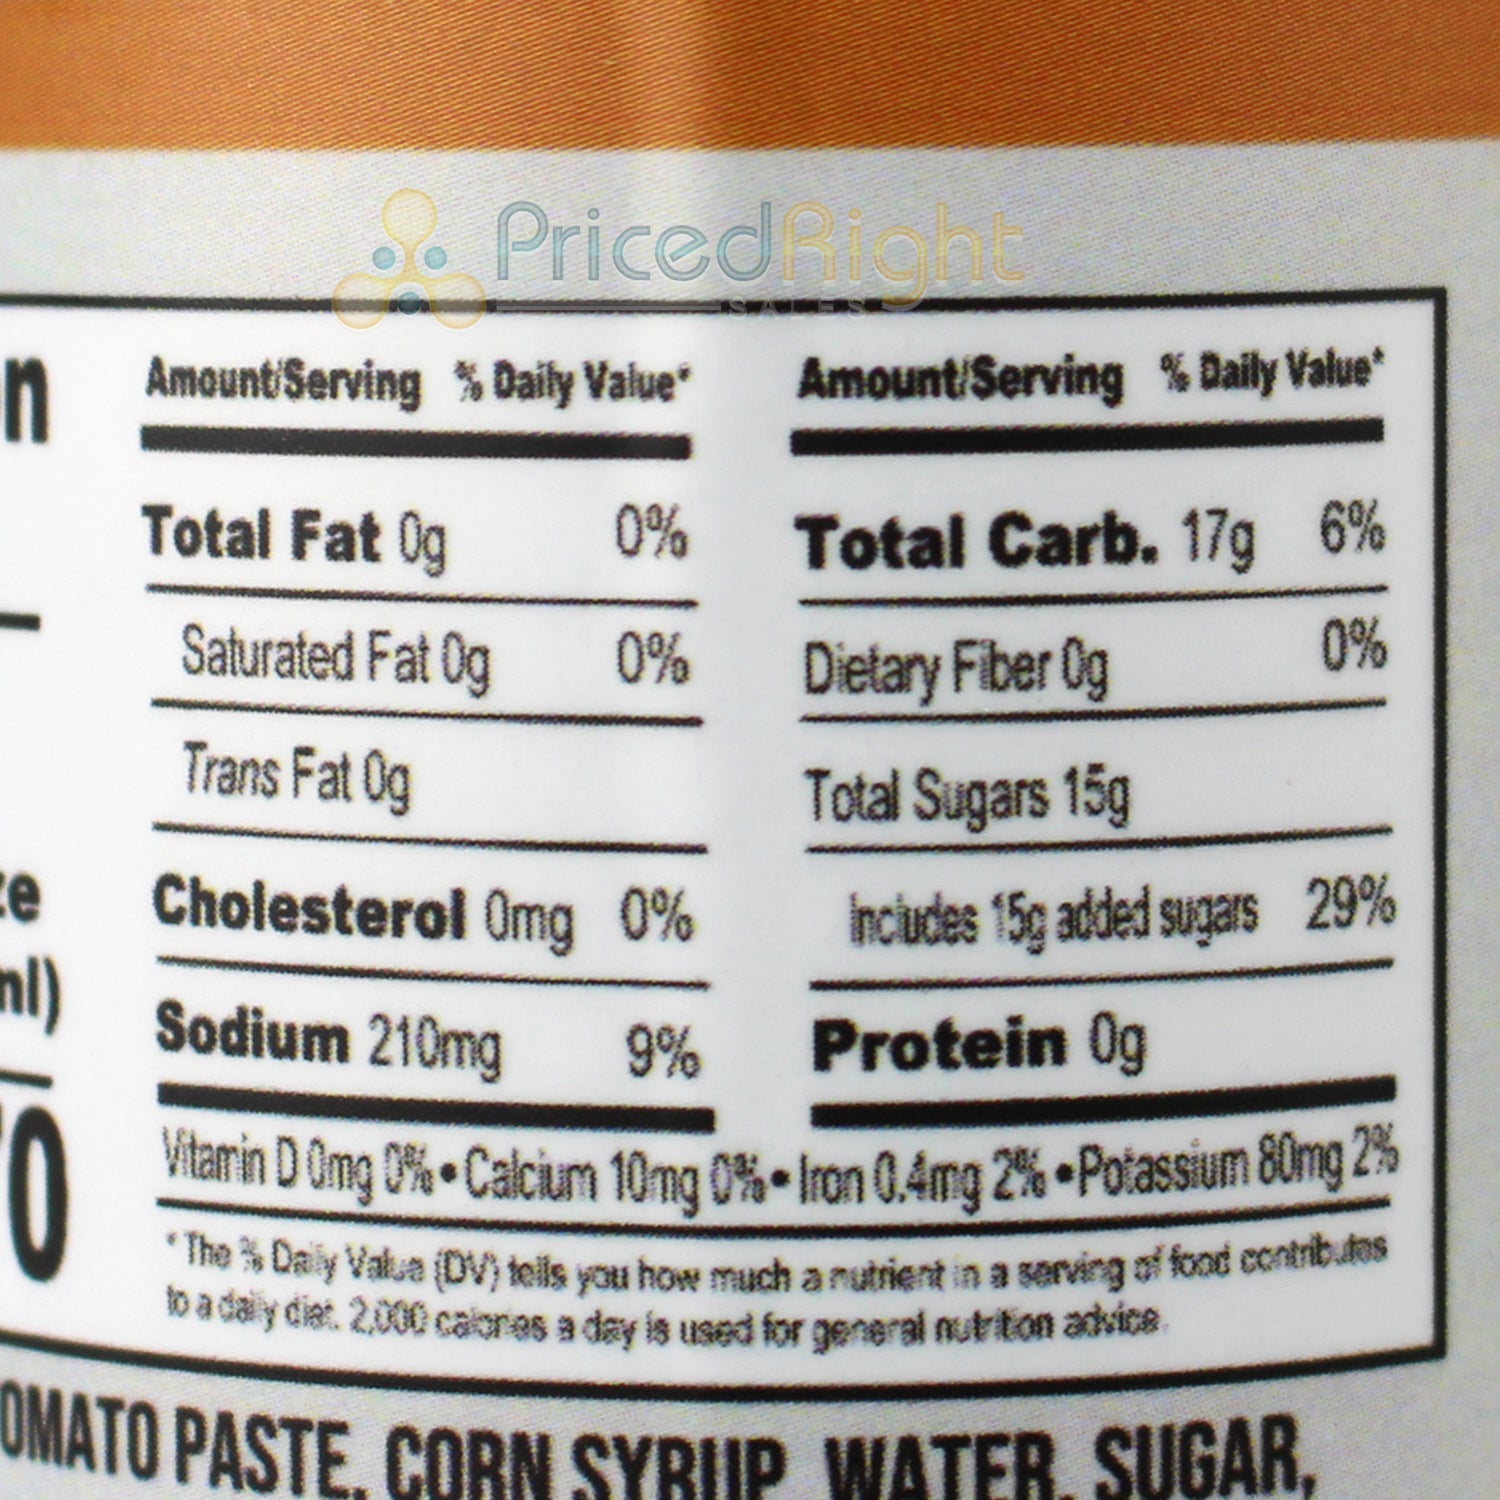 PricedRight
SALES
n
ze
ml)
0
Amount/Serving % Daily Value*
Total Fat 0g 0%
Saturated Fat 0g 0%
Trans Fat 0g
Cholesterol 0mg 0%
Sodium 210mg 9%
Amount/Serving % Daily Value*
Total Carb. 17g 6%
Dietary Fiber 0g 0%
Total Sugars 15g
Includes 15g added sugars 29%
Protein 0g
Vitamin D 0mg 0% • Calcium 10mg 0% • Iron 0.4mg 2% • Potassium 80mg 2%
* The % Daily Value (DV) tells you how much a nutrient in a serving of food contributes
to a daily diet. 2,000 calories a day is used for general nutrition advice.
OMATO PASTE, CORN SYRUP, WATER, SUGAR,